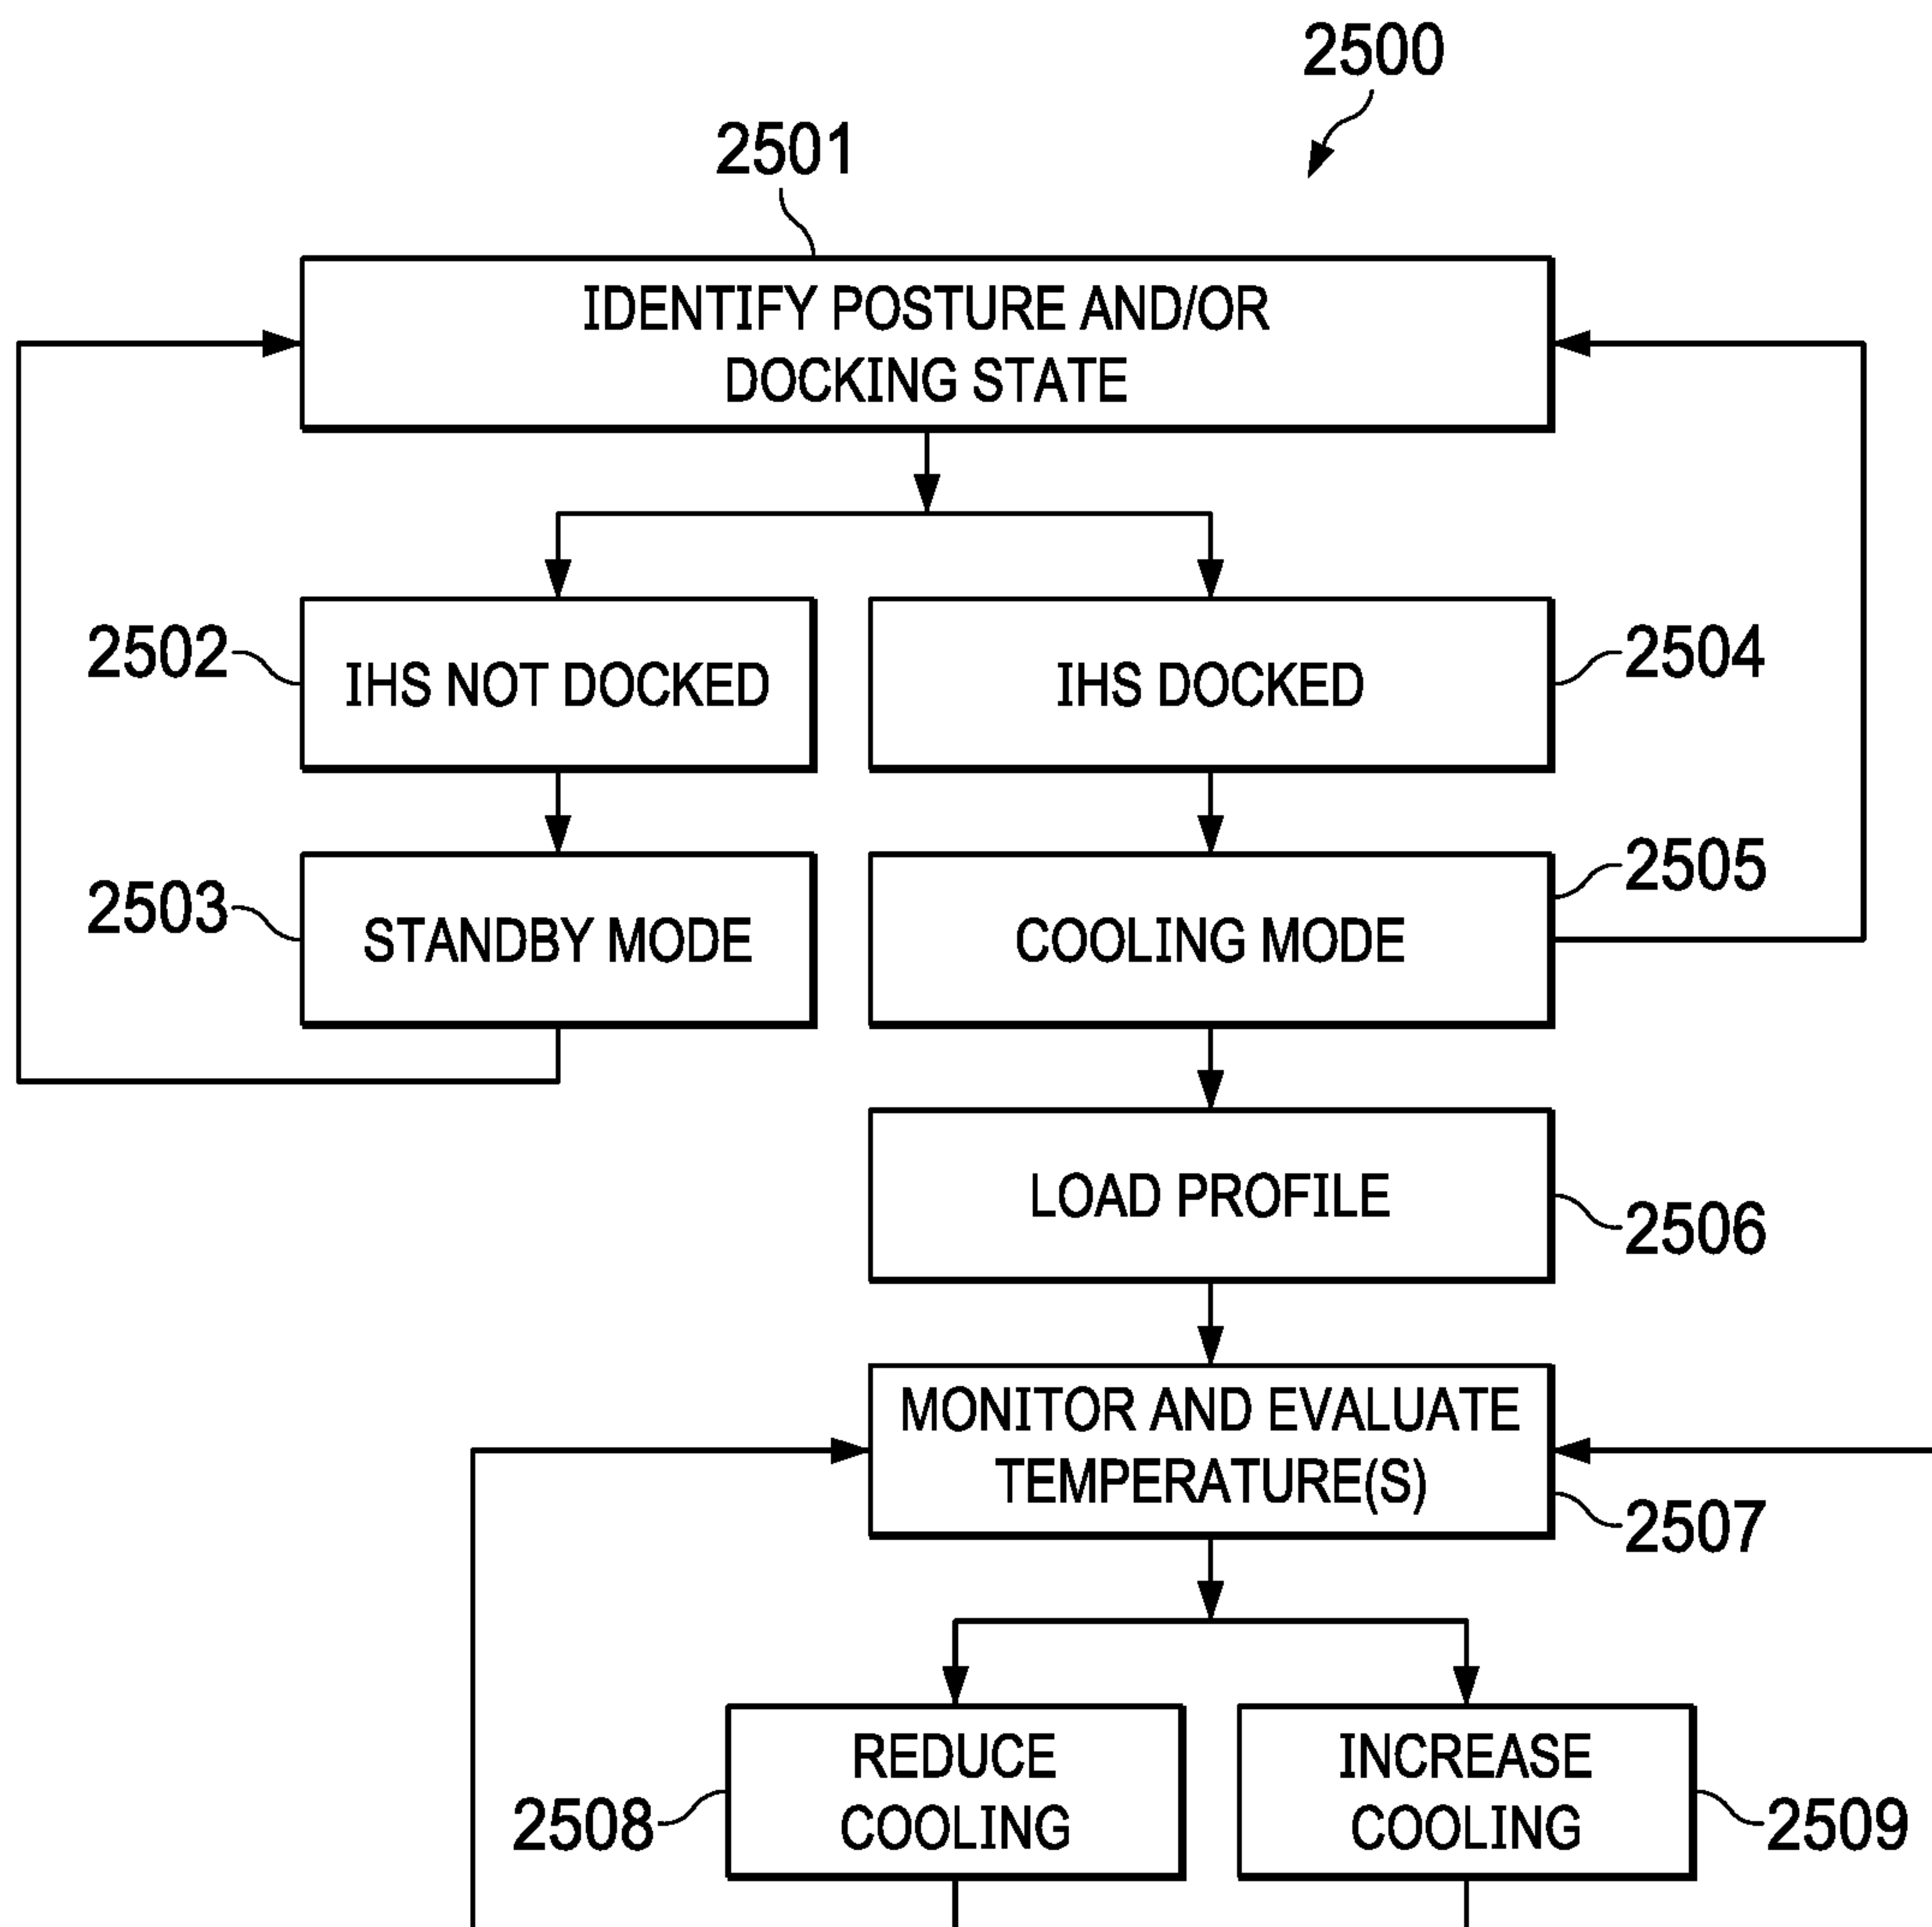 2500
2501
IDENTIFY POSTURE AND/OR
DOCKING STATE
2502
IHS NOT DOCKED
IHS DOCKED
2504
2503
STANDBY MODE
COOLING MODE
2505
LOAD PROFILE
2506
MONITOR AND EVALUATE
TEMPERATURE(S)
2507
2508
REDUCE
COOLING
INCREASE
COOLING
2509